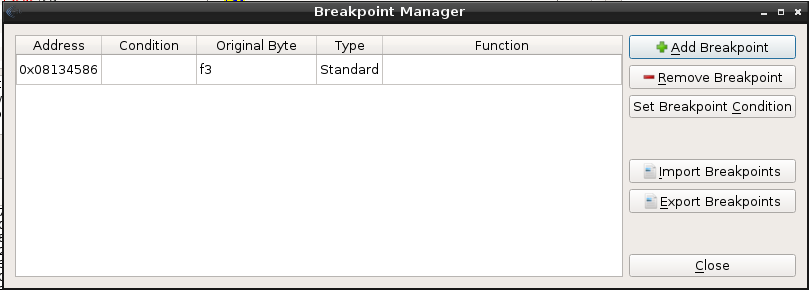 Breakpoint Manager
Address Condition Original Byte Type Function
0x08134586 f3 Standard
Add Breakpoint
Remove Breakpoint
Set Breakpoint Condition
Import Breakpoints
Export Breakpoints
Close